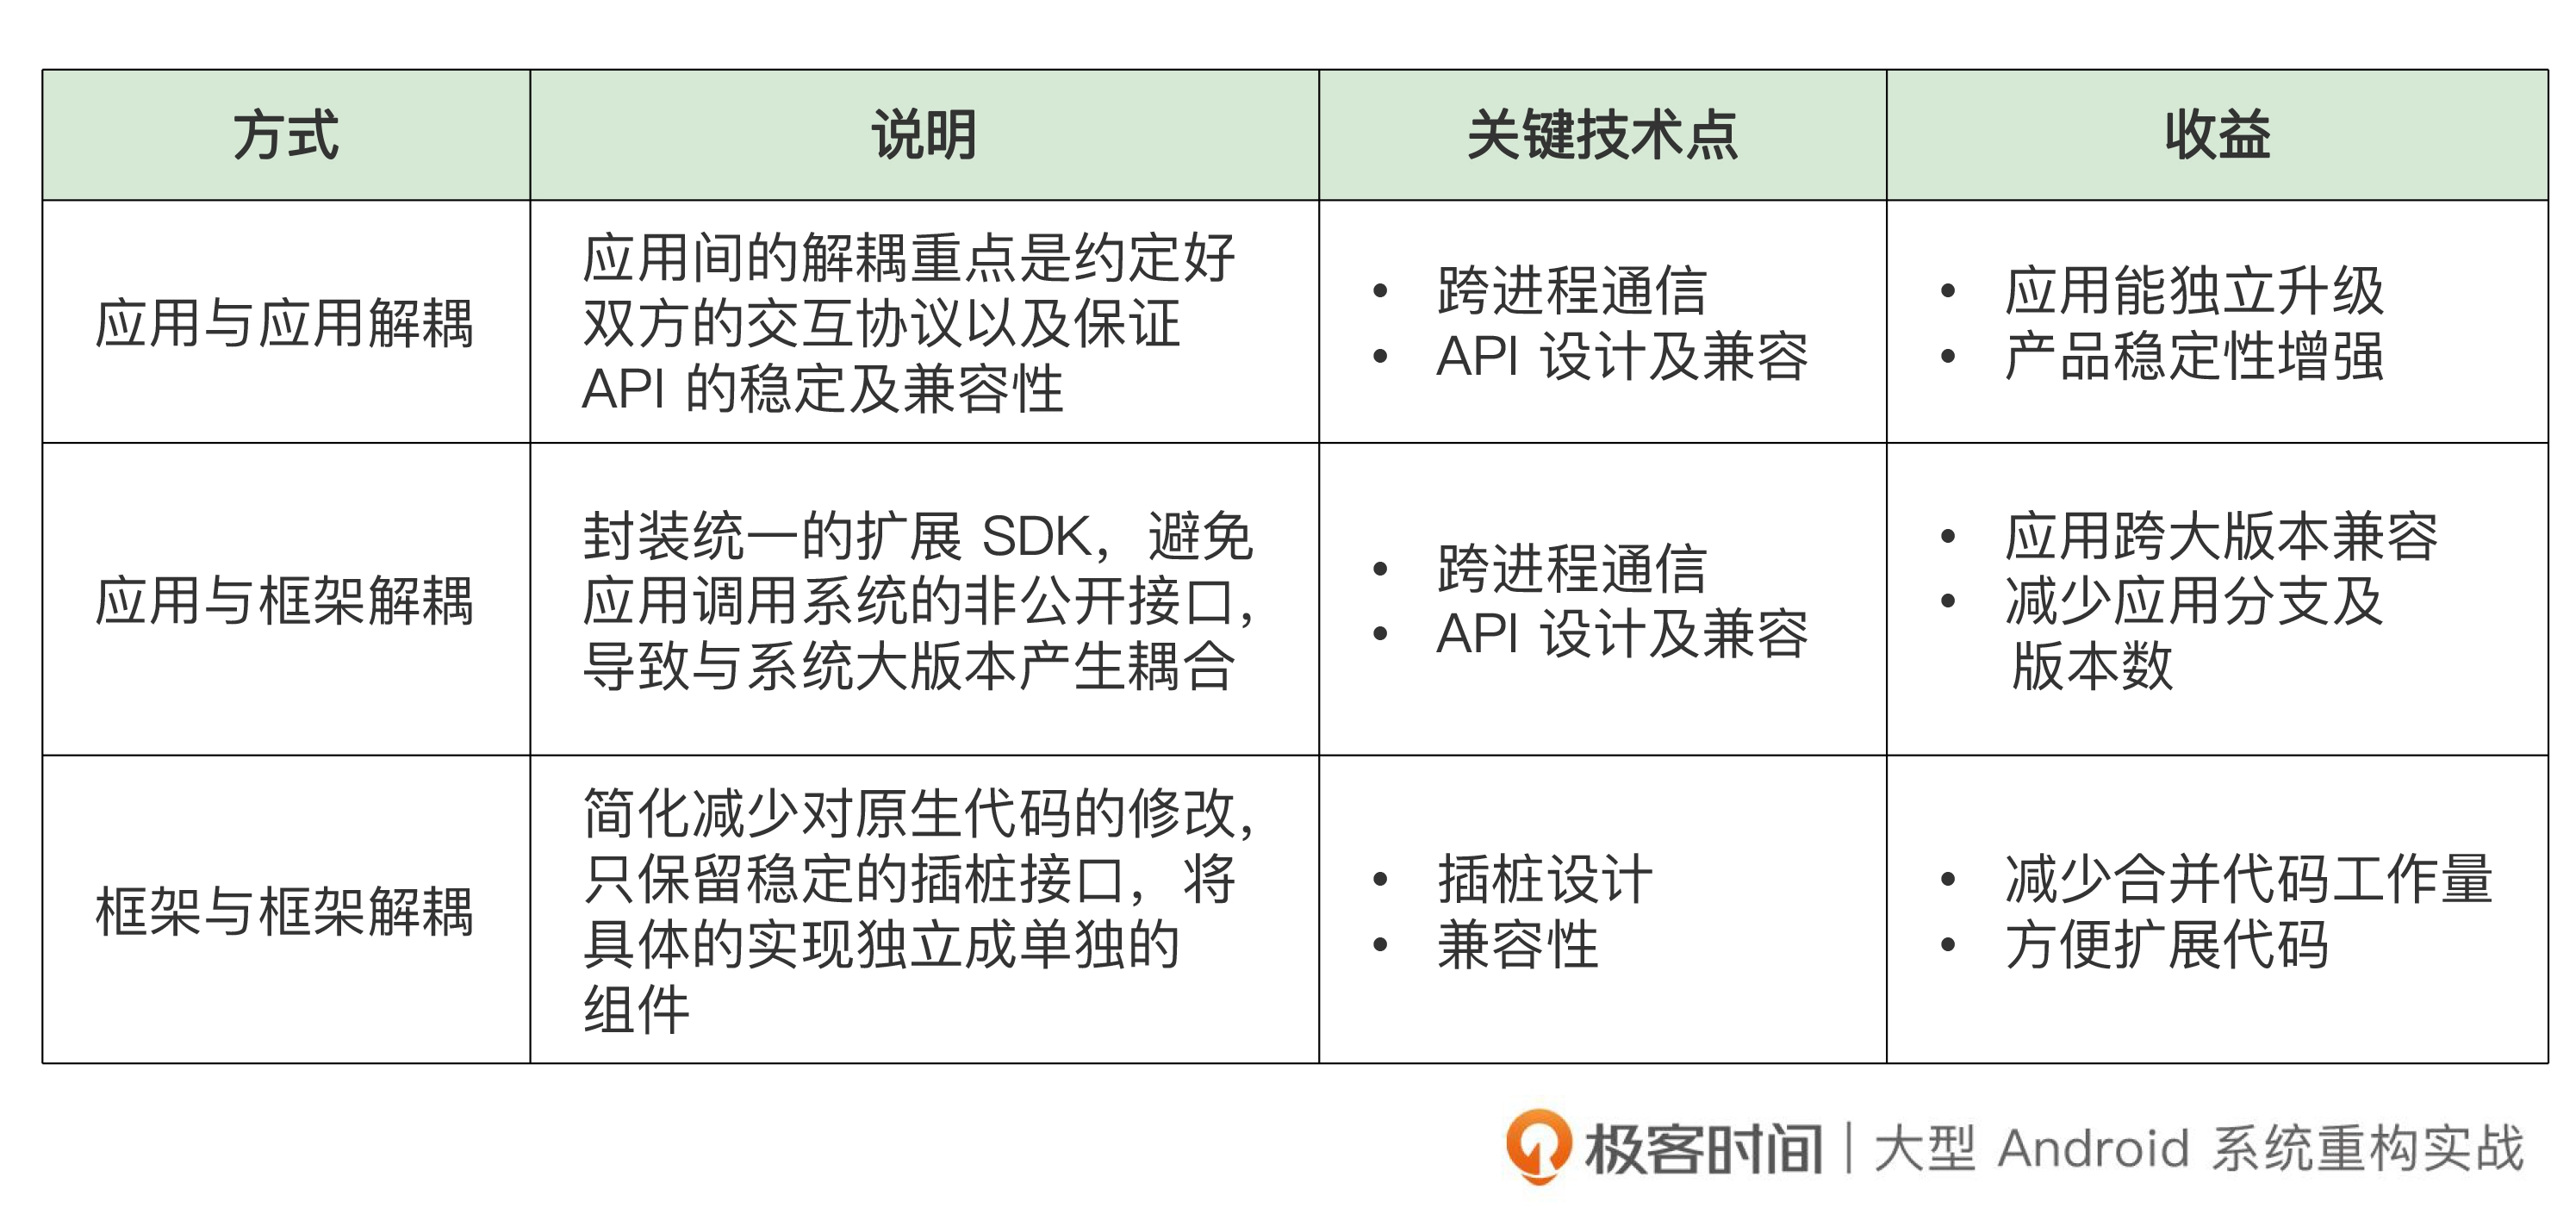 方式
说明
关键技术点
收益
应用与应用解耦
应用间的解耦重点是约定好
双方的交互协议以及保证
API 的稳定及兼容性
• 跨进程通信
• API 设计及兼容
• 应用能独立升级
• 产品稳定性增强
应用与框架解耦
封装统一的扩展 SDK，避免
应用调用系统的非公开接口，
导致与系统大版本产生耦合
• 跨进程通信
• API 设计及兼容
• 应用跨大版本兼容
• 减少应用分支及
版本数
框架与框架解耦
简化减少对原生代码的修改，
只保留稳定的插桩接口，将
具体的实现独立成单独的
组件
• 插桩设计
• 兼容性
• 减少合并代码工作量
• 方便扩展代码
极客时间 | 大型 Android 系统重构实战